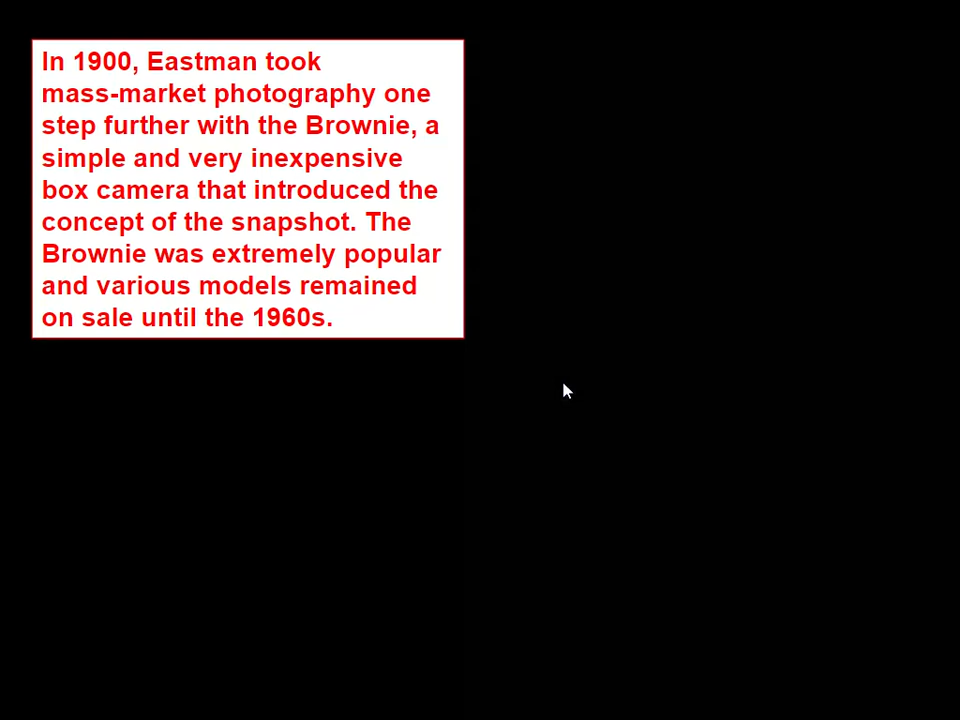 In 1900, Eastman took
mass-market photography one
step further with the Brownie, a
simple and very inexpensive
box camera that introduced the
concept of the snapshot. The
Brownie was extremely popular
and various models remained
on sale until the 1960s.